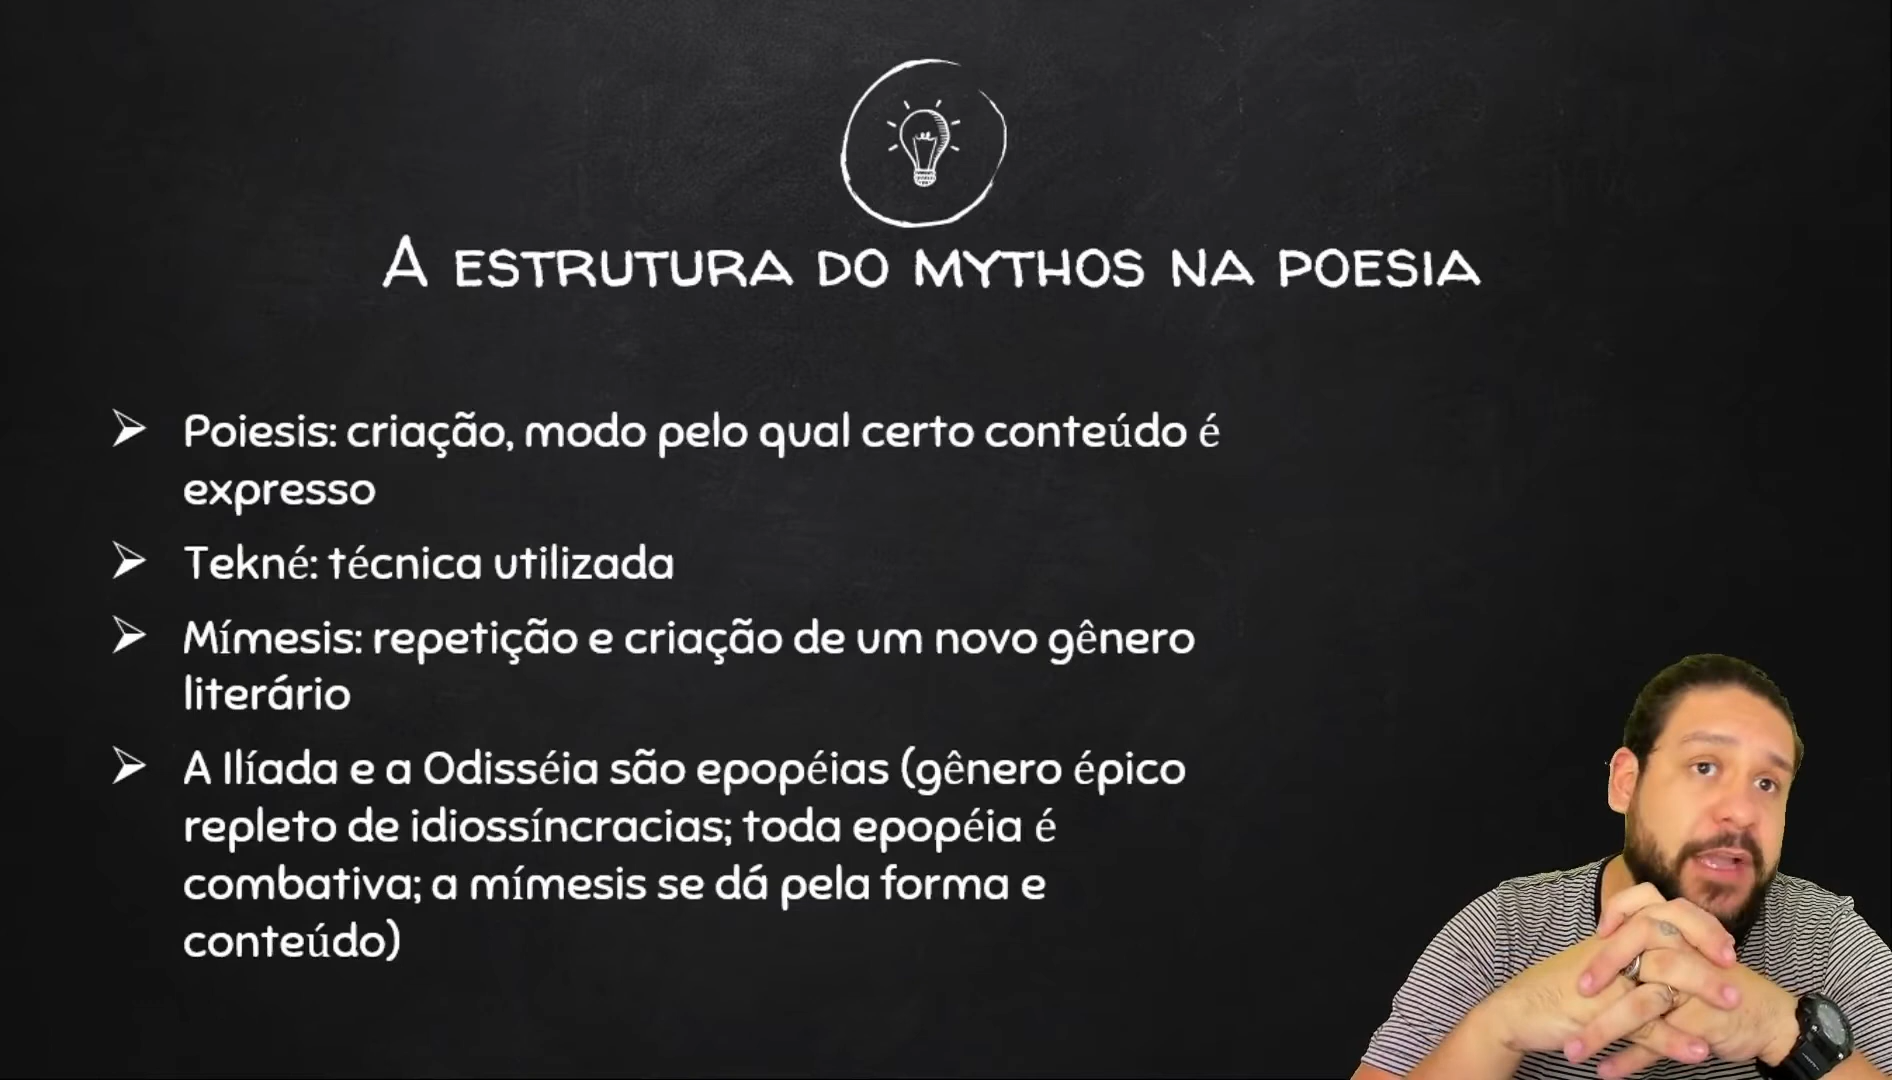 A ESTRUTURA DO MYTHOS NA POESIA
➢ Poiesis: criação, modo pelo qual certo conteúdo é
expresso
➢ Tekné: técnica utilizada
➢ Mímesis: repetição e criação de um novo gênero
literário
➢ A Ilíada e a Odisséia são epopéias (gênero épico
repleto de idiossíncracias; toda epopéia é
combativa; a mímesis se dá pela forma e
conteúdo)